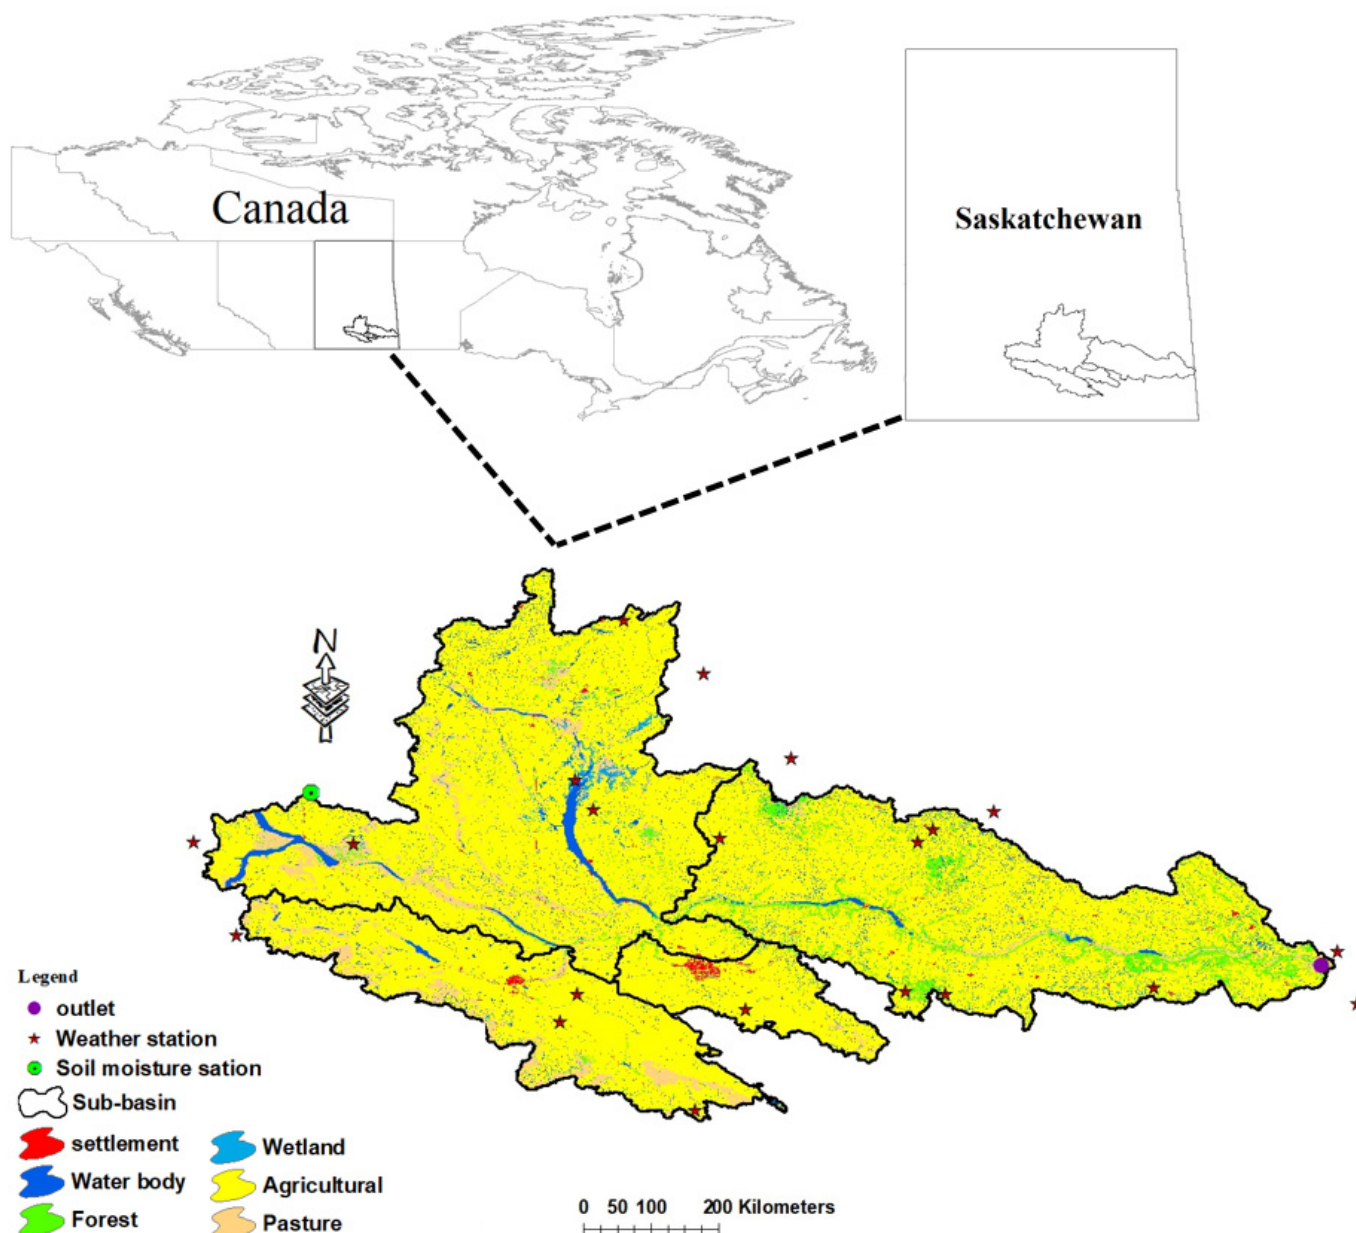 Canada
Saskatchewan
N
Legend
outlet
Weather station
Soil moisture sation
Sub-basin
settlement
Wetland
Water body
Agricultural
Forest
Pasture
0 50 100 200 Kilometers